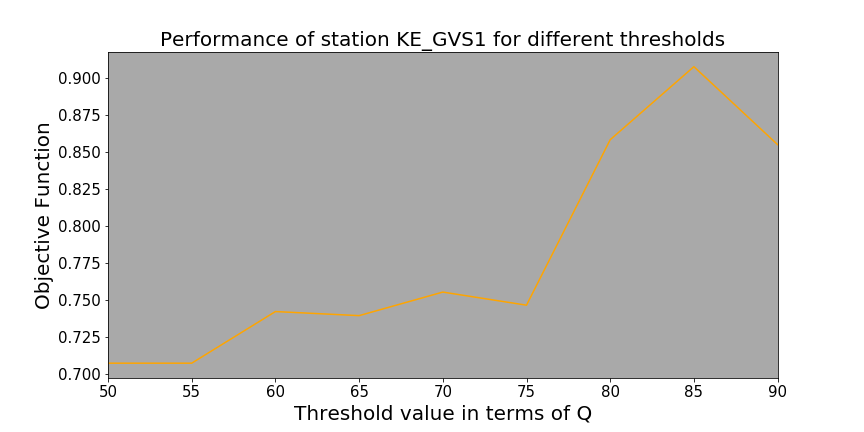 Performance of station KE_GVS1 for different thresholds
Objective Function
0.900
0.875
0.850
0.825
0.800
0.775
0.750
0.725
0.700
50 55 60 65 70 75 80 85 90
Threshold value in terms of Q